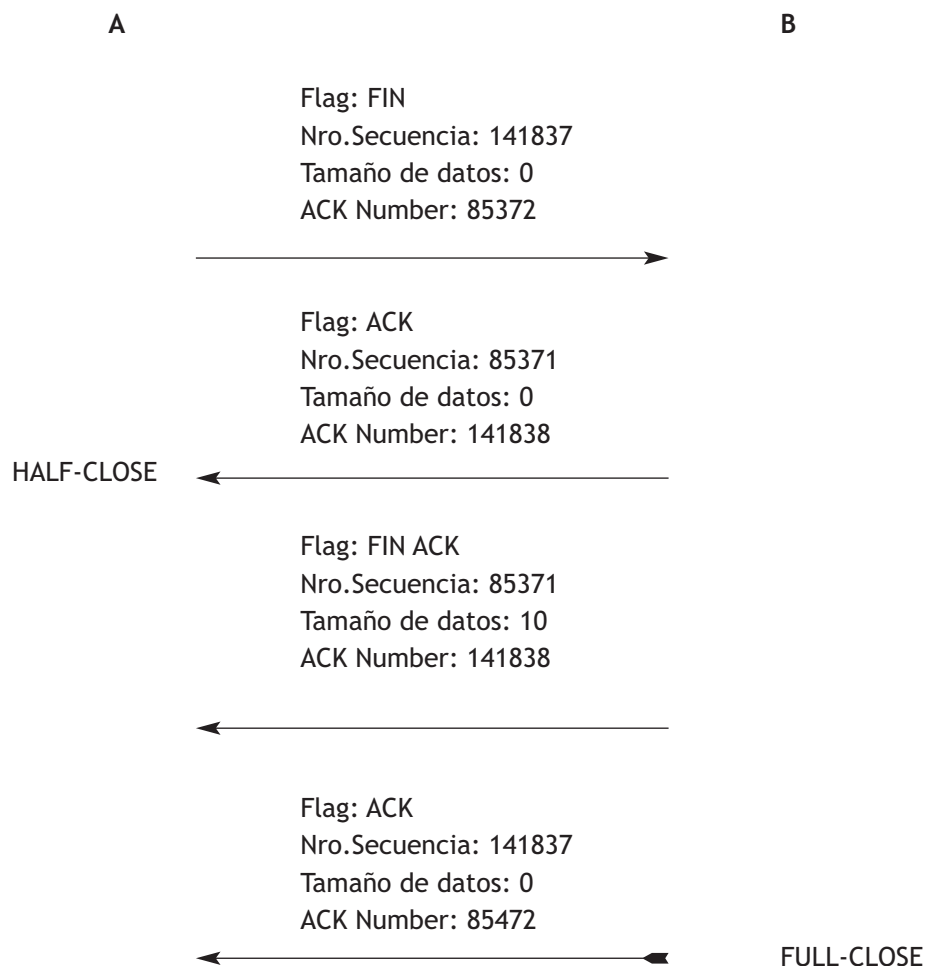 A B
Flag: FIN
Nro.Secuencia: 141837
Tamaño de datos: 0
ACK Number: 85372
Flag: ACK
Nro.Secuencia: 85371
Tamaño de datos: 0
ACK Number: 141838
HALF-CLOSE
Flag: FIN ACK
Nro.Secuencia: 85371
Tamaño de datos: 10
ACK Number: 141838
Flag: ACK
Nro.Secuencia: 141837
Tamaño de datos: 0
ACK Number: 85472
FULL-CLOSE